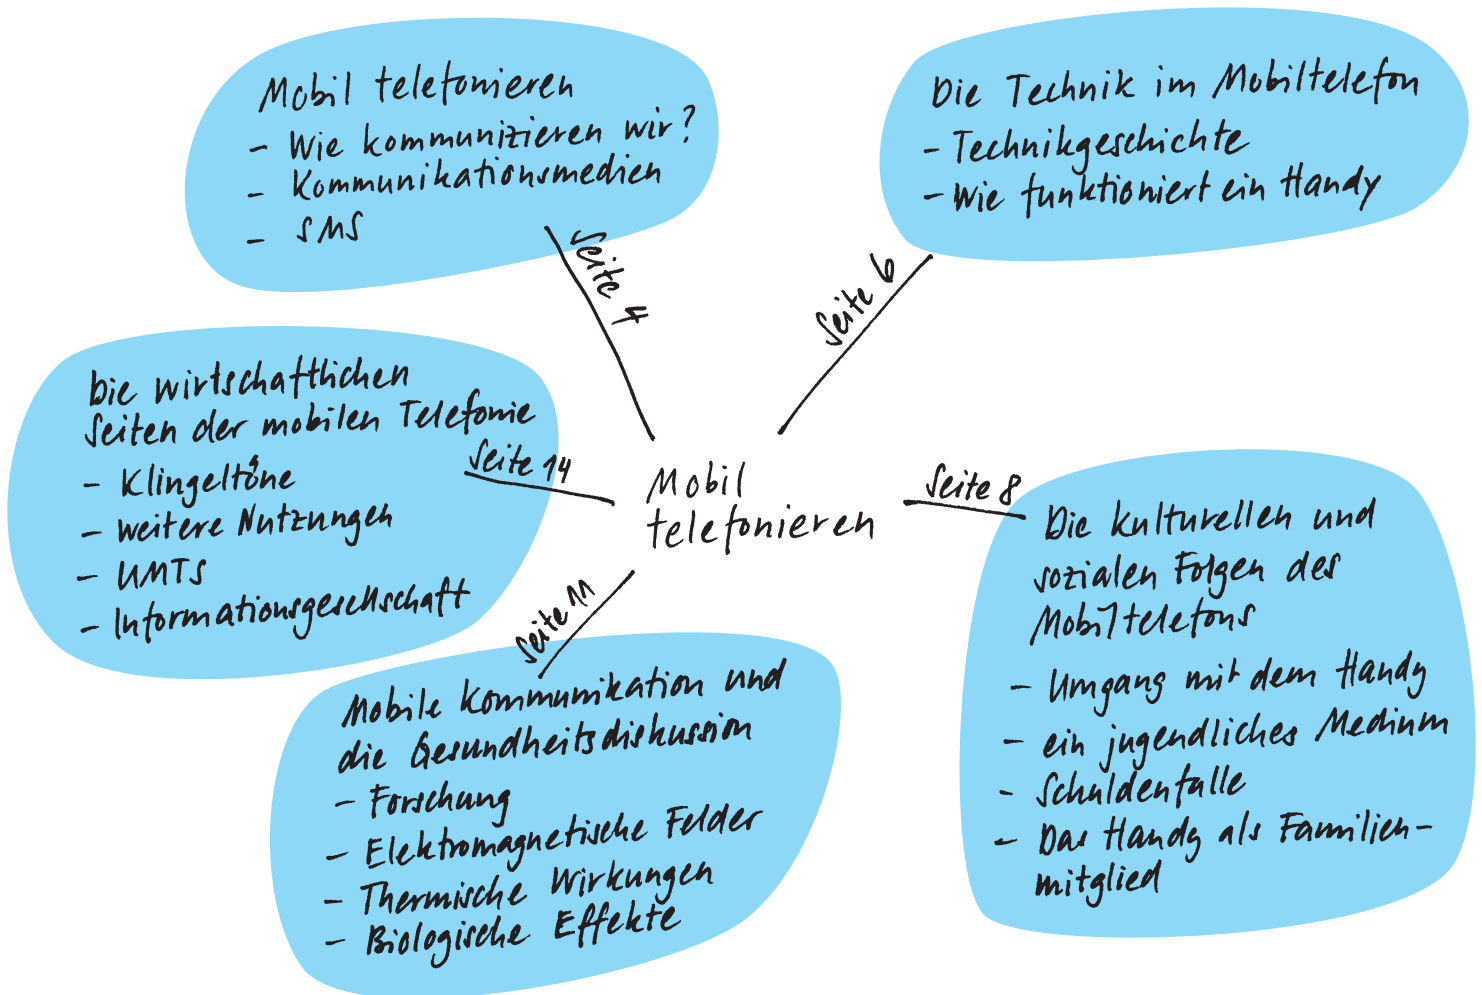 Mobil telefonieren
- Wie kommunizieren wir?
- Kommunikationsmedien
- SMS
Seite 4
Die Technik im Mobiltelefon
- Technikgeschichte
- Wie funktioniert ein Handy
Seite 6
Die wirtschaftlichen
Seiten der mobilen Telefonie
- Klingeltöne
- weitere Nutzungen
- UMTS
- Informationsgesellschaft
Seite 14
Mobil
telefonieren
Seite 8
Die kulturellen und
sozialen Folgen des
Mobiltelefons
- Umgang mit dem Handy
- ein jugendliches Medium
- Schuldenfalle
- Das Handy als Familien-
mitglied
Seite 11
Mobile Kommunikation und
die Gesundheitsdiskussion
- Forschung
- Elektromagnetische Felder
- Thermische Wirkungen
- Biologische Effekte